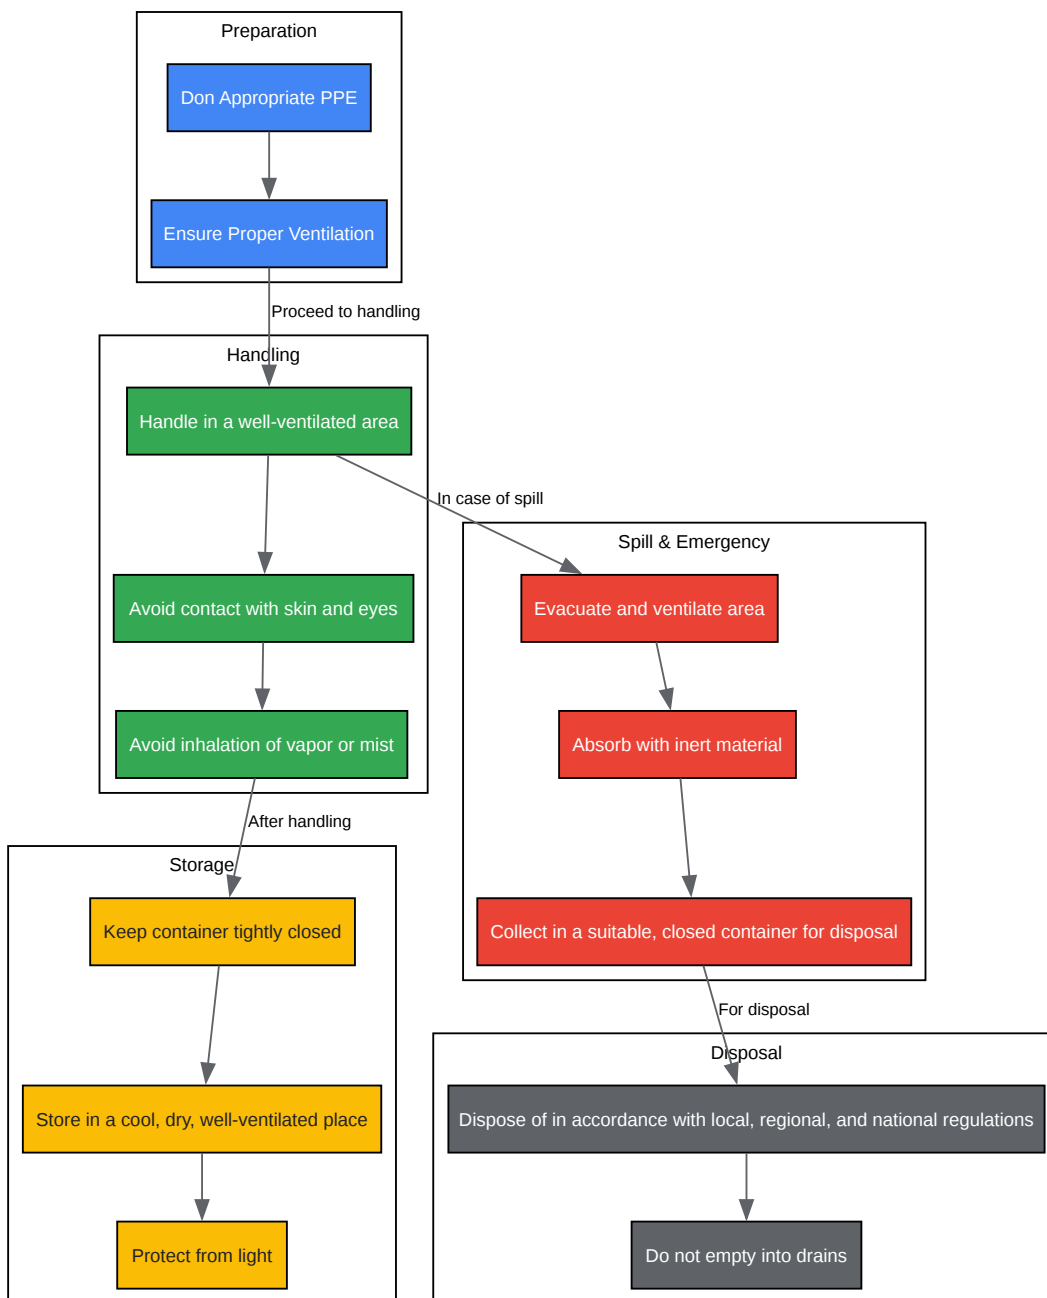 Preparation
Don Appropriate PPE
Ensure Proper Ventilation
Proceed to handling
Handling
Handle in a well-ventilated area
In case of spill
Spill & Emergency
Avoid contact with skin and eyes
Evacuate and ventilate area
Avoid inhalation of vapor or mist
Absorb with inert material
After handling
Storage
Keep container tightly closed
Collect in a suitable, closed container for disposal
For disposal
Disposal
Store in a cool, dry, well-ventilated place
Dispose of in accordance with local, regional, and national regulations
Protect from light
Do not empty into drains